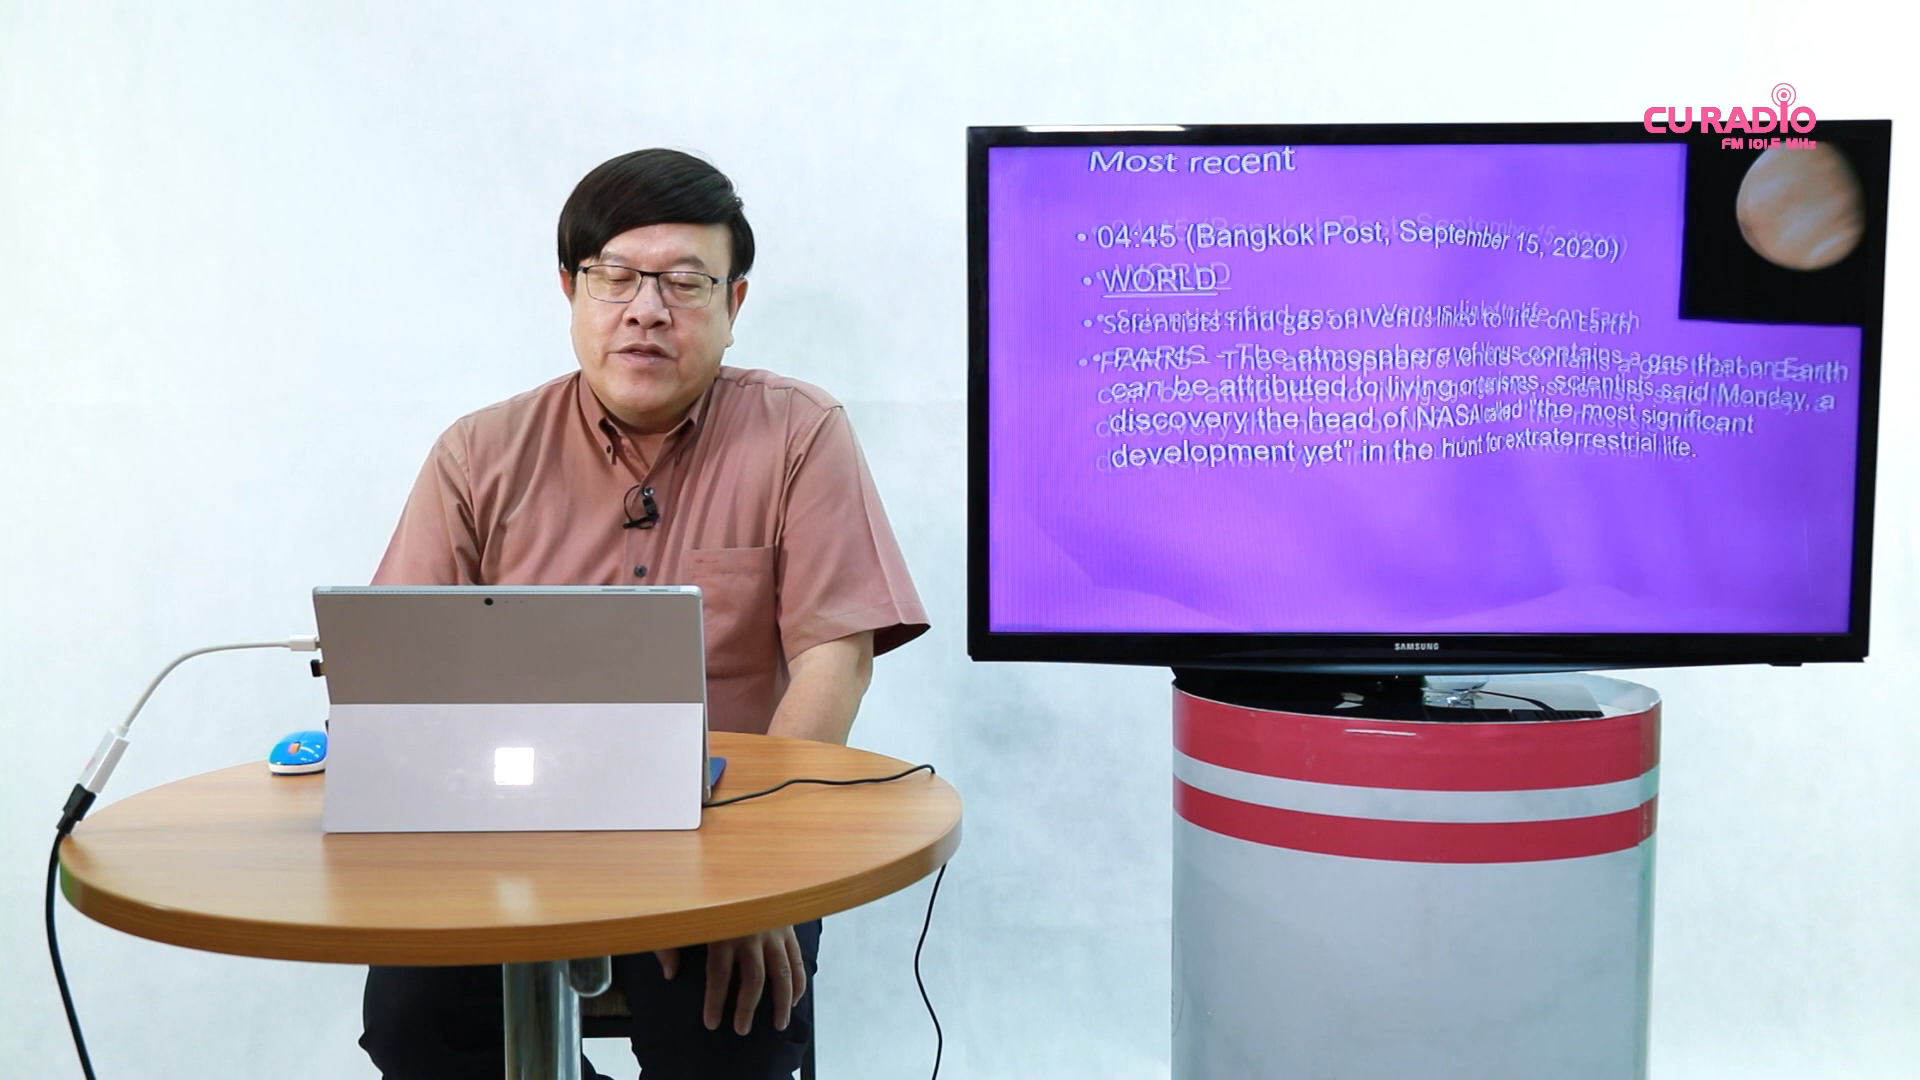 CU RADIO
FM 101.5 MHz
Most recent
• 04:45 (Bangkok Post, September 15, 2020)
• WORLD
• Scientists find gas on Venus linked to life on Earth
• PARIS - The atmosphere of Venus contains a gas that on Earth
can be attributed to living organisms, scientists said Monday, a
discovery the head of NASA called "the most significant
development yet" in the hunt for extraterrestrial life.
SAMSUNG